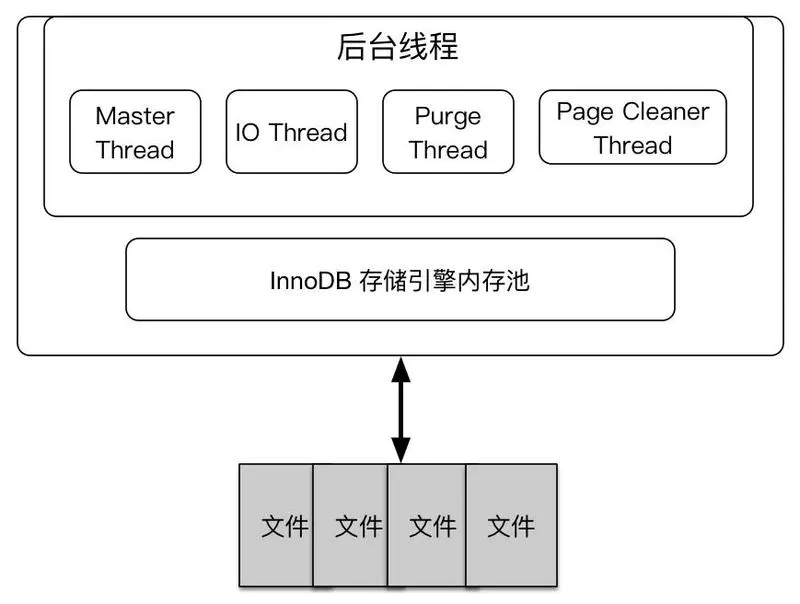 后台线程
Master
Thread
IO Thread
Purge
Thread
Page Cleaner
Thread
InnoDB 存储引擎内存池
文件
文件
文件
文件